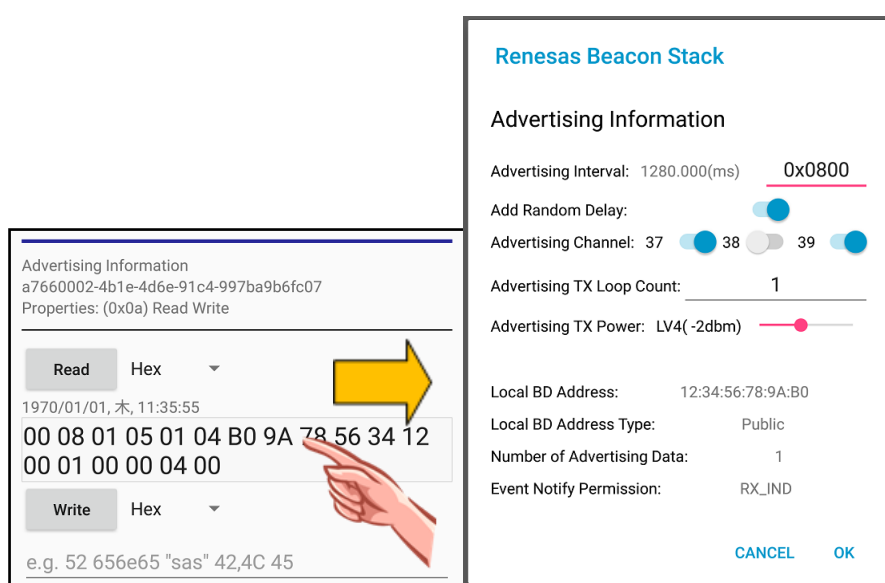 Advertising Information
a7660002-4b1e-4d6e-91c4-997ba9b6fc07
Properties: (0x0a) Read Write
Read Hex
1970/01/01, 木, 11:35:55
00 08 01 05 01 04 B0 9A 78 56 34 12
00 01 00 00 04 00
Write Hex
e.g. 52 656e65 "sas" 42,4C 45
Renesas Beacon Stack
Advertising Information
Advertising Interval: 1280.000(ms) 0x0800
Add Random Delay:
Advertising Channel: 37 38 39
Advertising TX Loop Count: 1
Advertising TX Power: LV4( -2dbm)
Local BD Address: 12:34:56:78:9A:B0
Local BD Address Type: Public
Number of Advertising Data: 1
Event Notify Permission: RX_IND
CANCEL OK